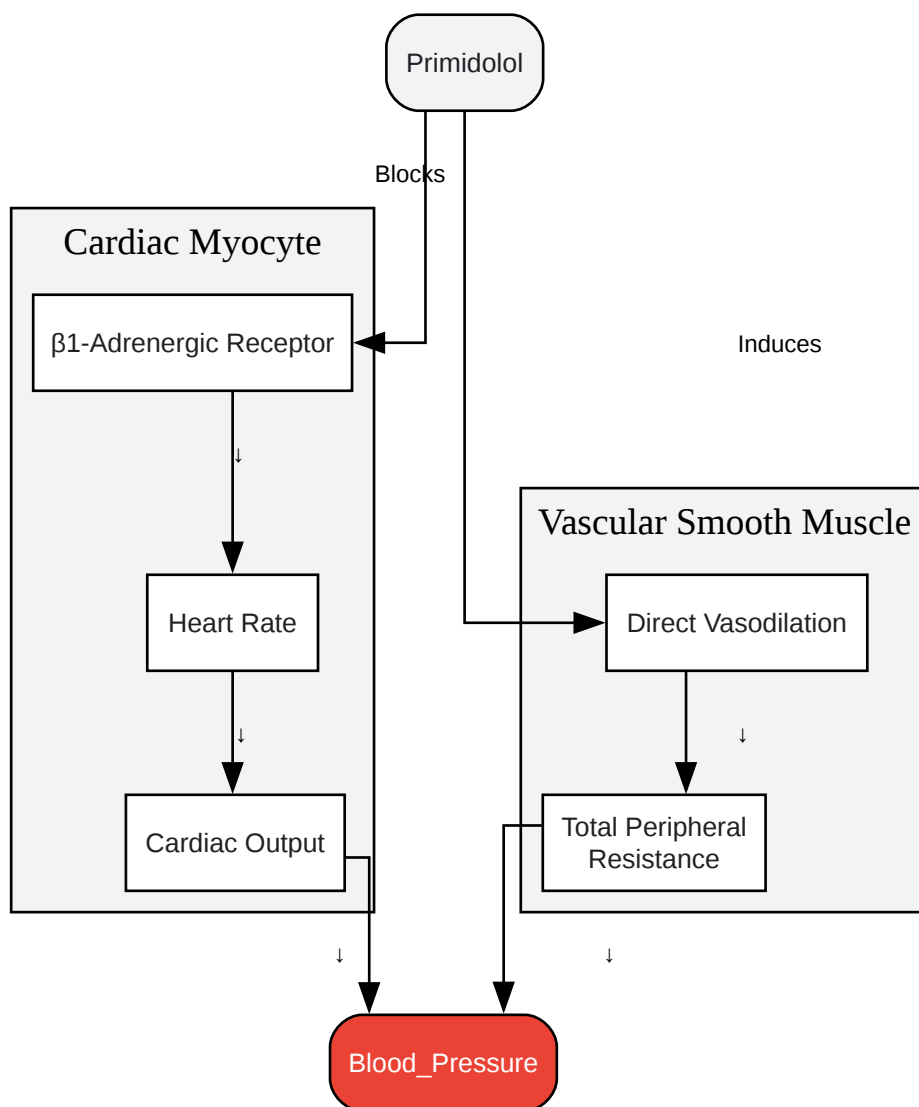 Primidolol
Blocks
Cardiac Myocyte
β1-Adrenergic Receptor
Induces
↓
Vascular Smooth Muscle
Heart Rate
Direct Vasodilation
↓
↓
Cardiac Output
Total Peripheral
Resistance
↓
↓
Blood_Pressure